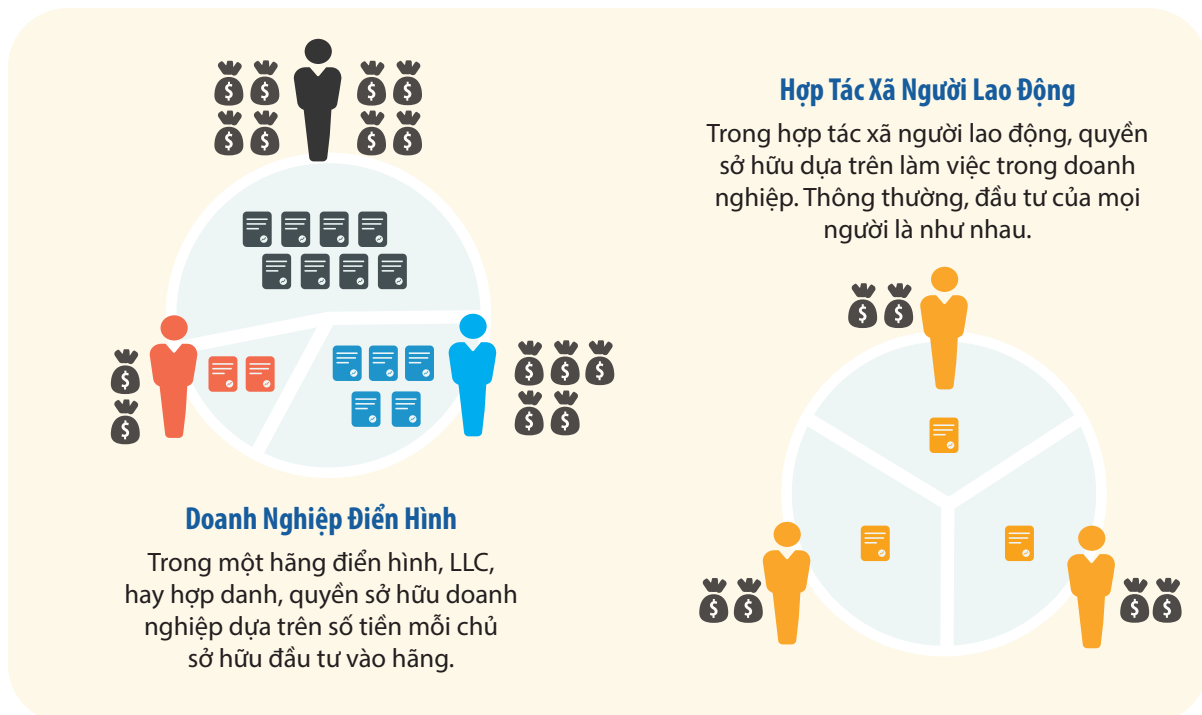 Doanh Nghiệp Điển Hình
Trong một hãng điển hình, LLC,
hay hợp danh, quyền sở hữu doanh
nghiệp dựa trên số tiền mỗi chủ
sở hữu đầu tư vào hãng.
Hợp Tác Xã Người Lao Động
Trong hợp tác xã người lao động, quyền
sở hữu dựa trên làm việc trong doanh
nghiệp. Thông thường, đầu tư của mọi
người là như nhau.